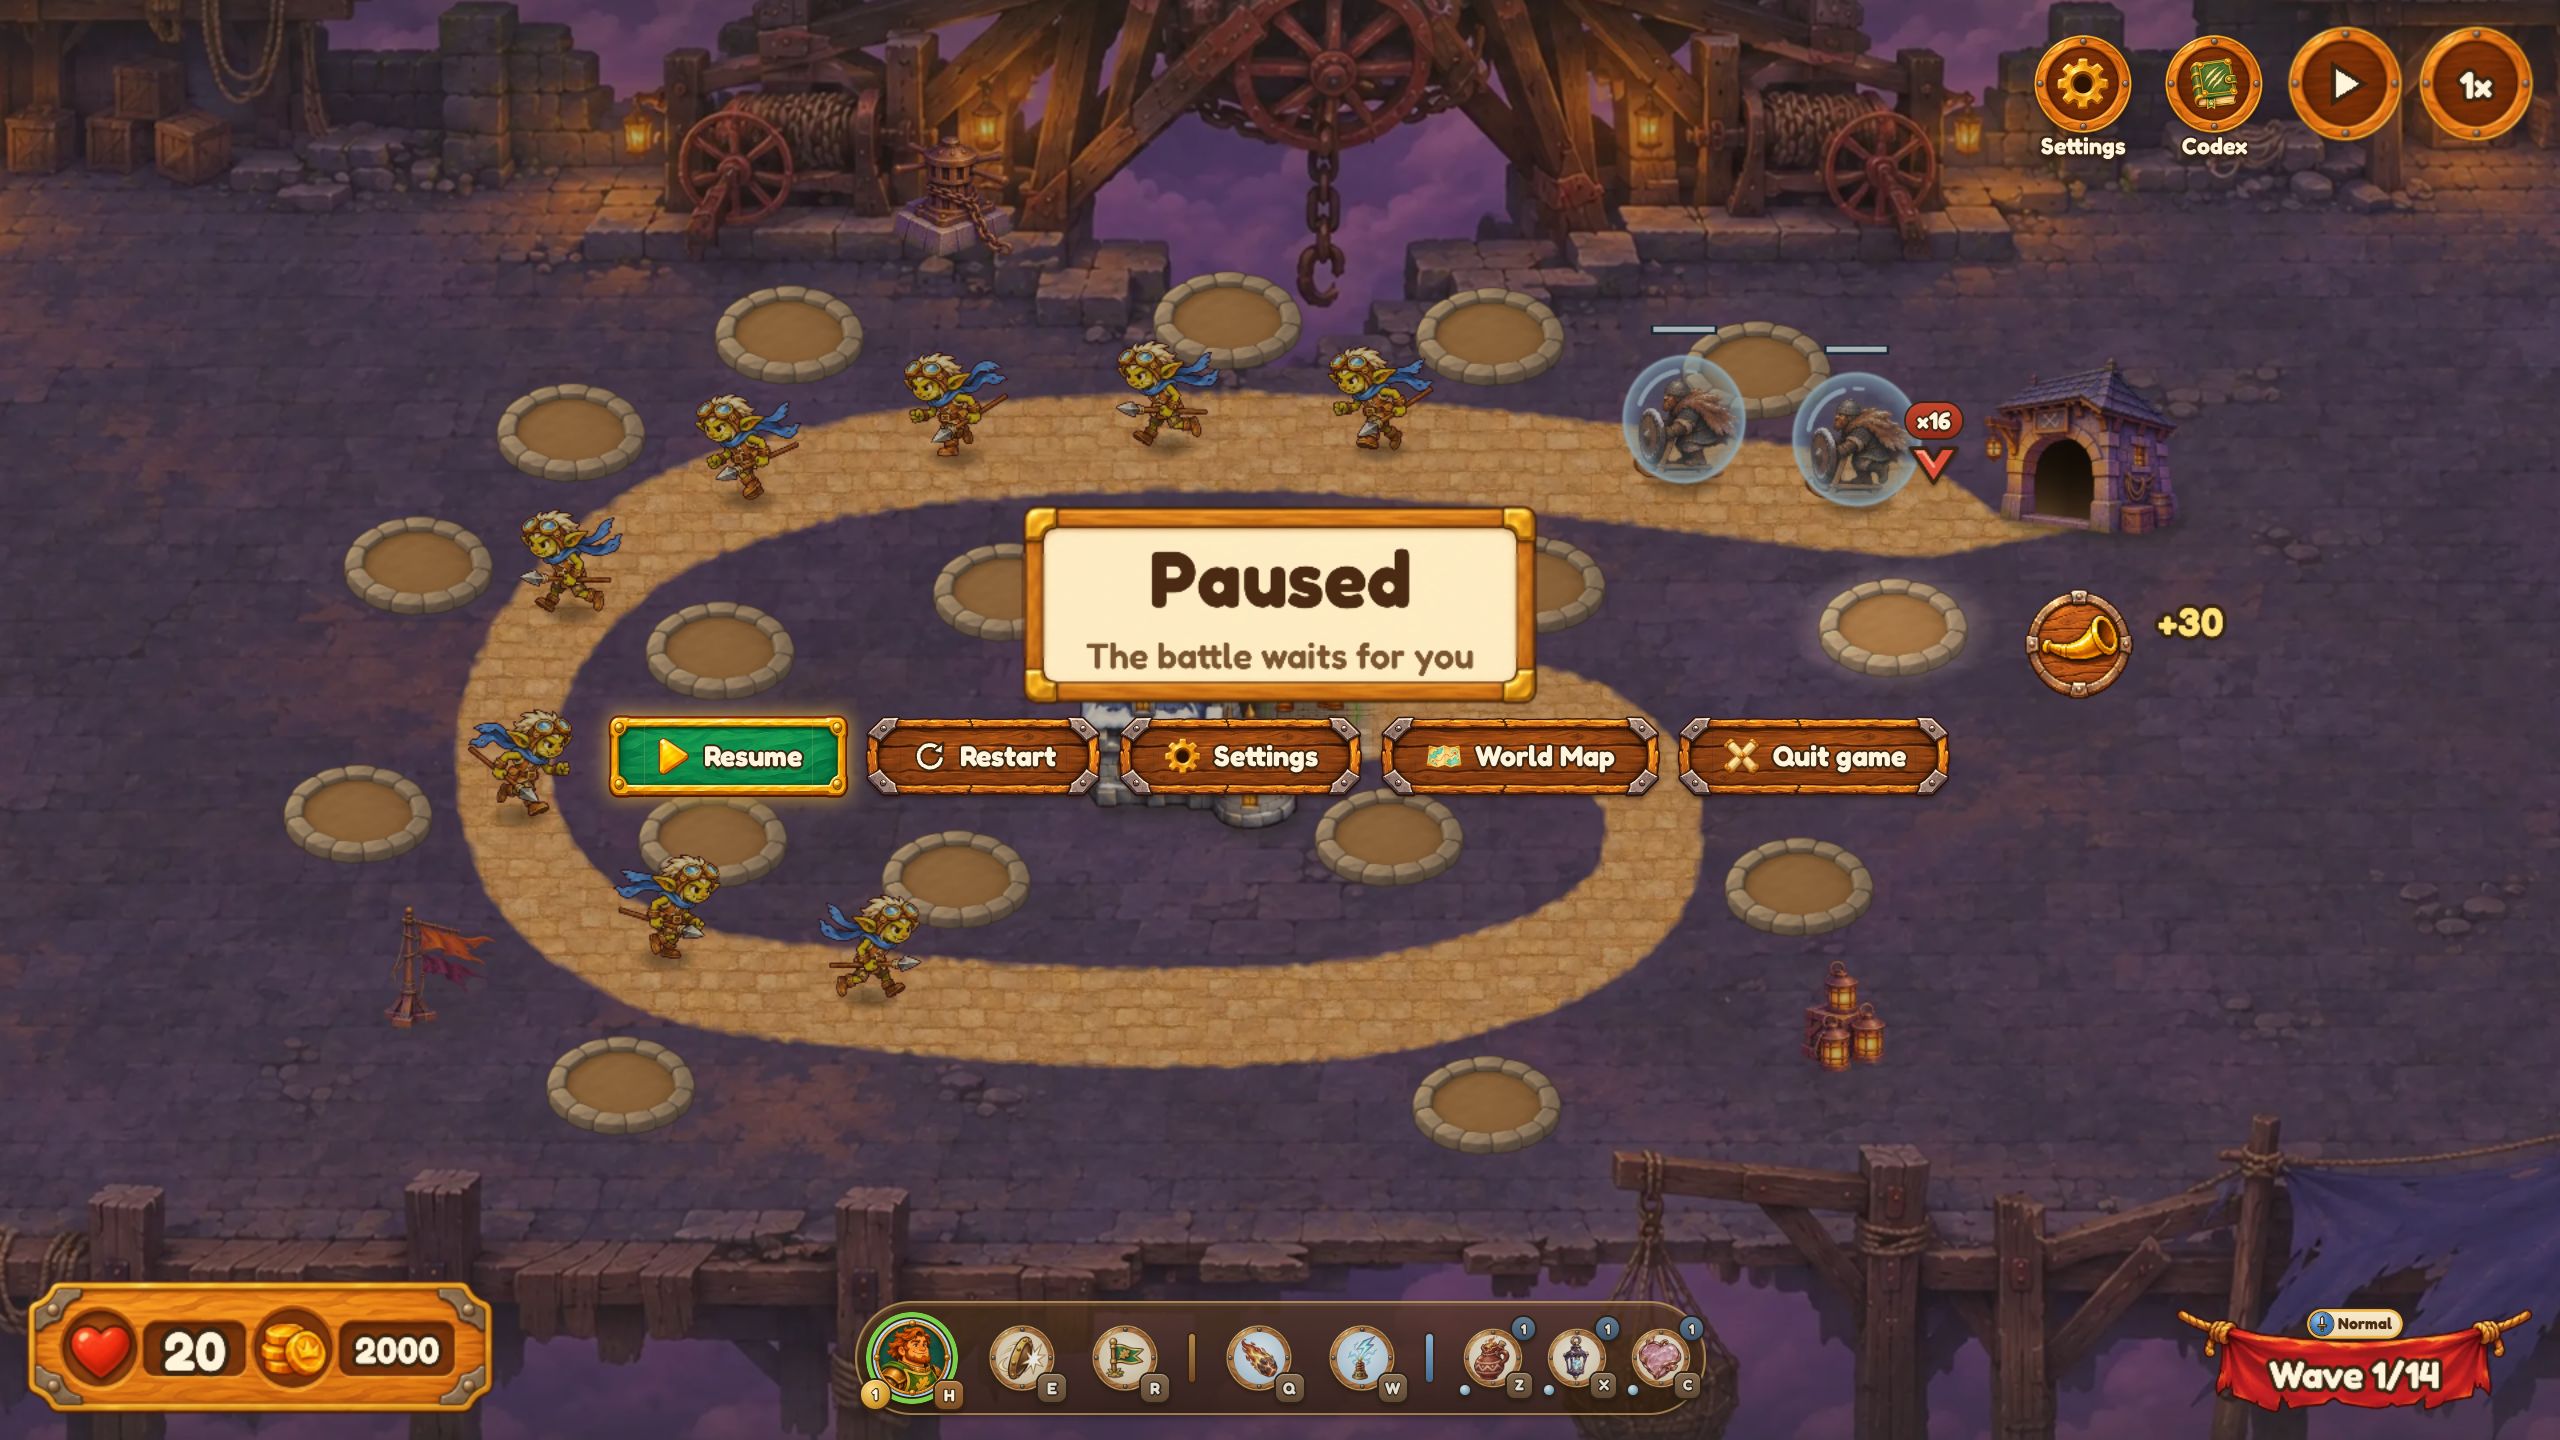 Settings
Codex
1x
x16
Paused
The battle waits for you
+30
Resume
Restart
Settings
World Map
Quit game
20
2000
1
H
E
R
Q
W
1
Z
1
X
1
C
Normal
Wave 1/14